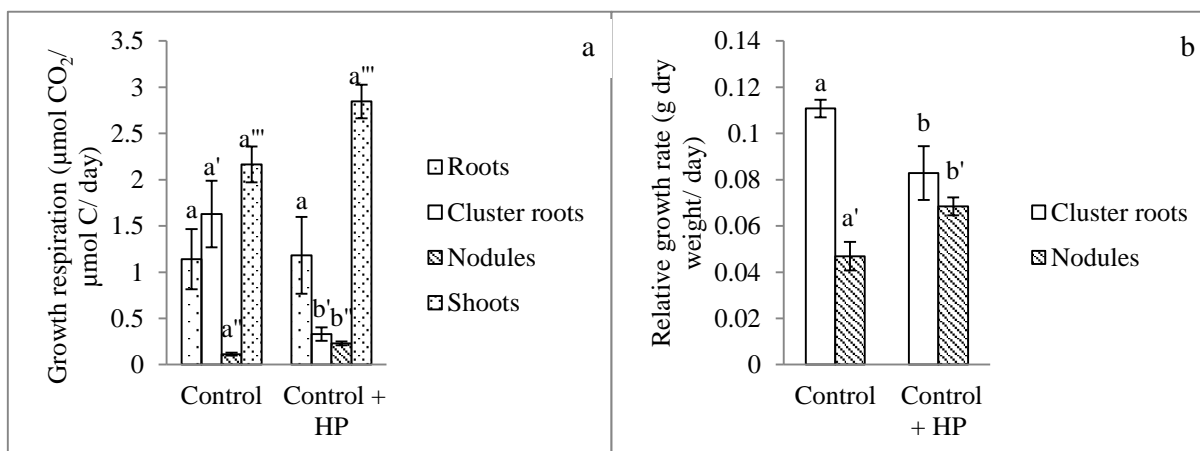 a
Growth respiration (µmol CO₂/
µmol C/ day)
3.5
3
2.5
2
1.5
1
0.5
0
a
a'
a''
a'''
a
b'
b''
a'''
Control
Control +
HP
Roots
Cluster roots
Nodules
Shoots
b
Relative growth rate (g dry
weight/ day)
0.14
0.12
0.1
0.08
0.06
0.04
0.02
0
a
a'
b
b'
Control
Control
+ HP
Cluster roots
Nodules